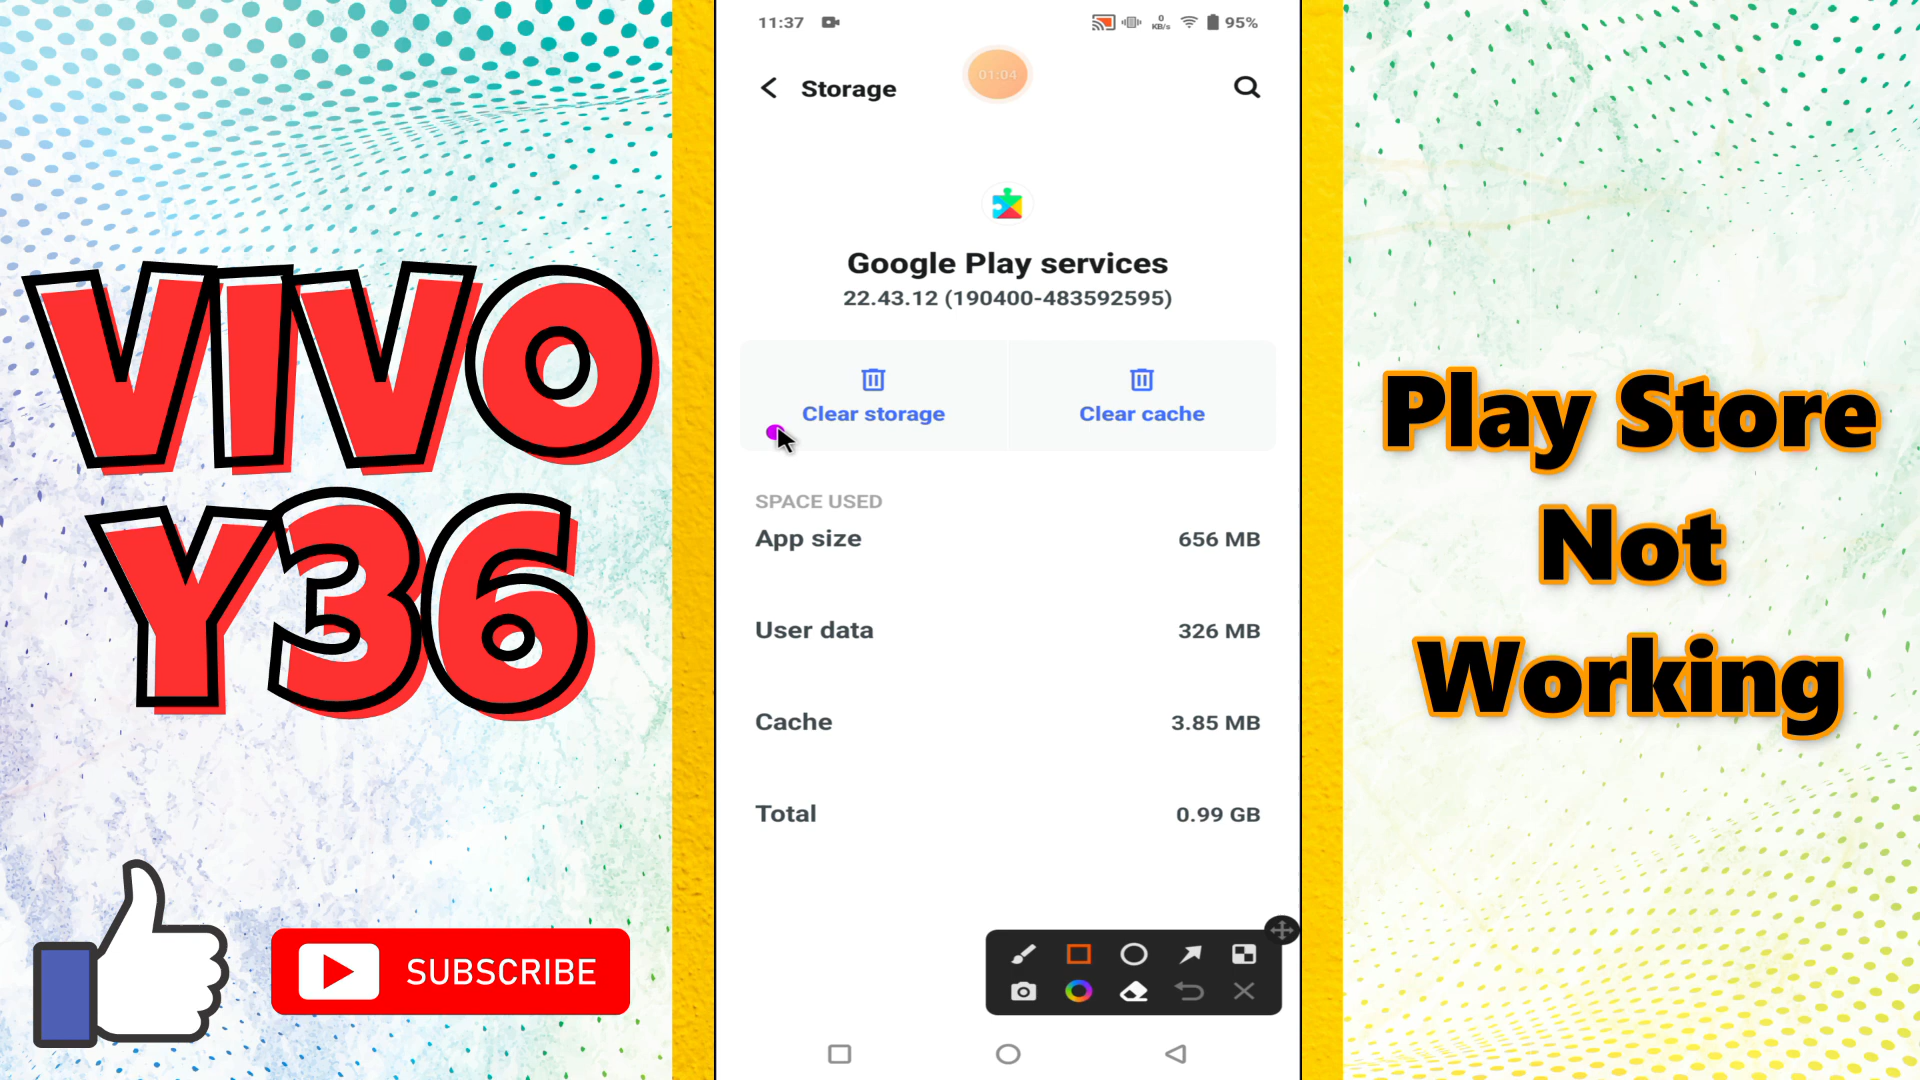 VIVO
Y36
SUBSCRIBE
11:37
0
KB/s
95%
Storage
01:04
Google Play services
22.43.12 (190400-483592595)
Clear storage
Clear cache
SPACE USED
App size
656 MB
User data
326 MB
Cache
3.85 MB
Total
0.99 GB
Play Store
Not
Working